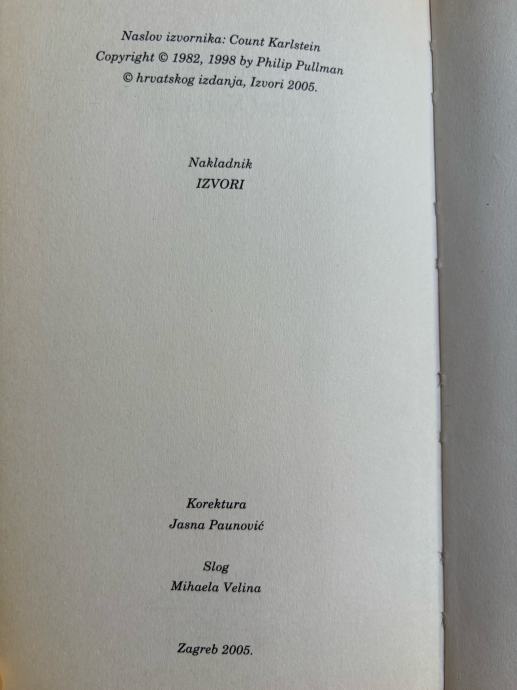 Naslov izvornika: Count Karlstein
Copyright © 1982, 1998 by Philip Pullman
© hrvatskog izdanja, Izvori 2005.
Nakladnik
IZVORI
Korektura
Jasna Paunović
Slog
Mihaela Velina
Zagreb 2005.